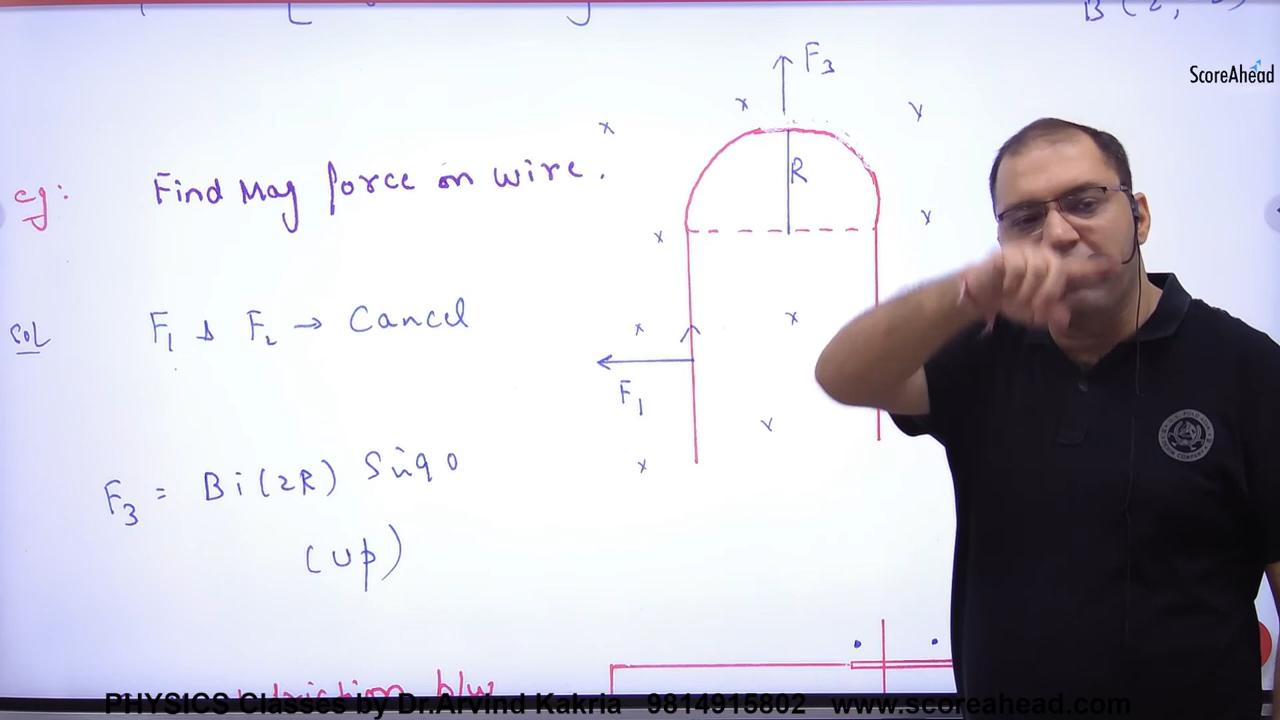 B (2,
F3
ScoreAhead
eg: Find Mag force on wire.
R
Sol F1 & F2 → Cancel
F1
F3 = Bi(2R) Sin90
(up)
b/w
PHYSICS Classes by Dr.Arvind Kakria 9814915802 www.scoreahead.com